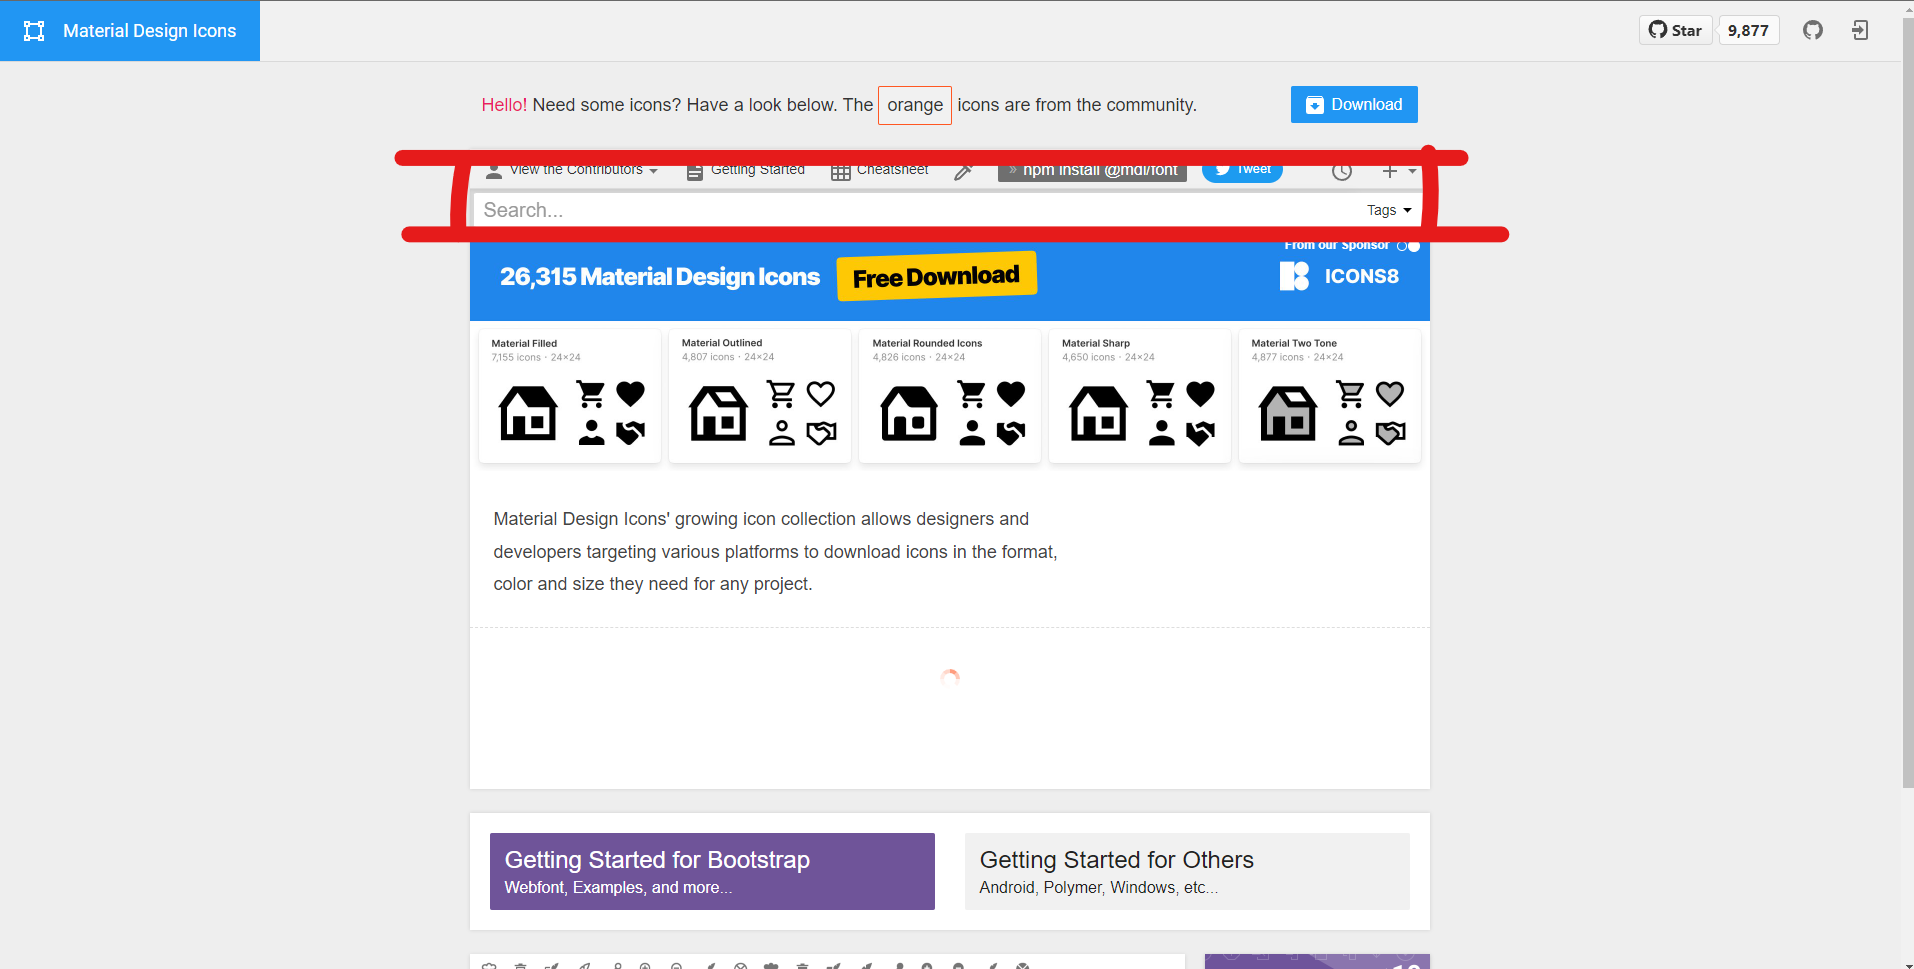 Material Design Icons
Star
9,877
Hello! Need some icons? Have a look below. The orange icons are from the community.
Download
View the Contributors
Getting Started
Cheatsheet
» npm install @mdi/font
Tweet
Search...
Tags
From our Sponsor
26,315 Material Design Icons
Free Download
ICONS8
Material Filled
7,155 icons · 24×24
Material Outlined
4,807 icons · 24×24
Material Rounded Icons
4,826 icons · 24×24
Material Sharp
4,650 icons · 24×24
Material Two Tone
4,877 icons · 24×24
Material Design Icons' growing icon collection allows designers and
developers targeting various platforms to download icons in the format,
color and size they need for any project.
Getting Started for Bootstrap
Webfont, Examples, and more...
Getting Started for Others
Android, Polymer, Windows, etc...